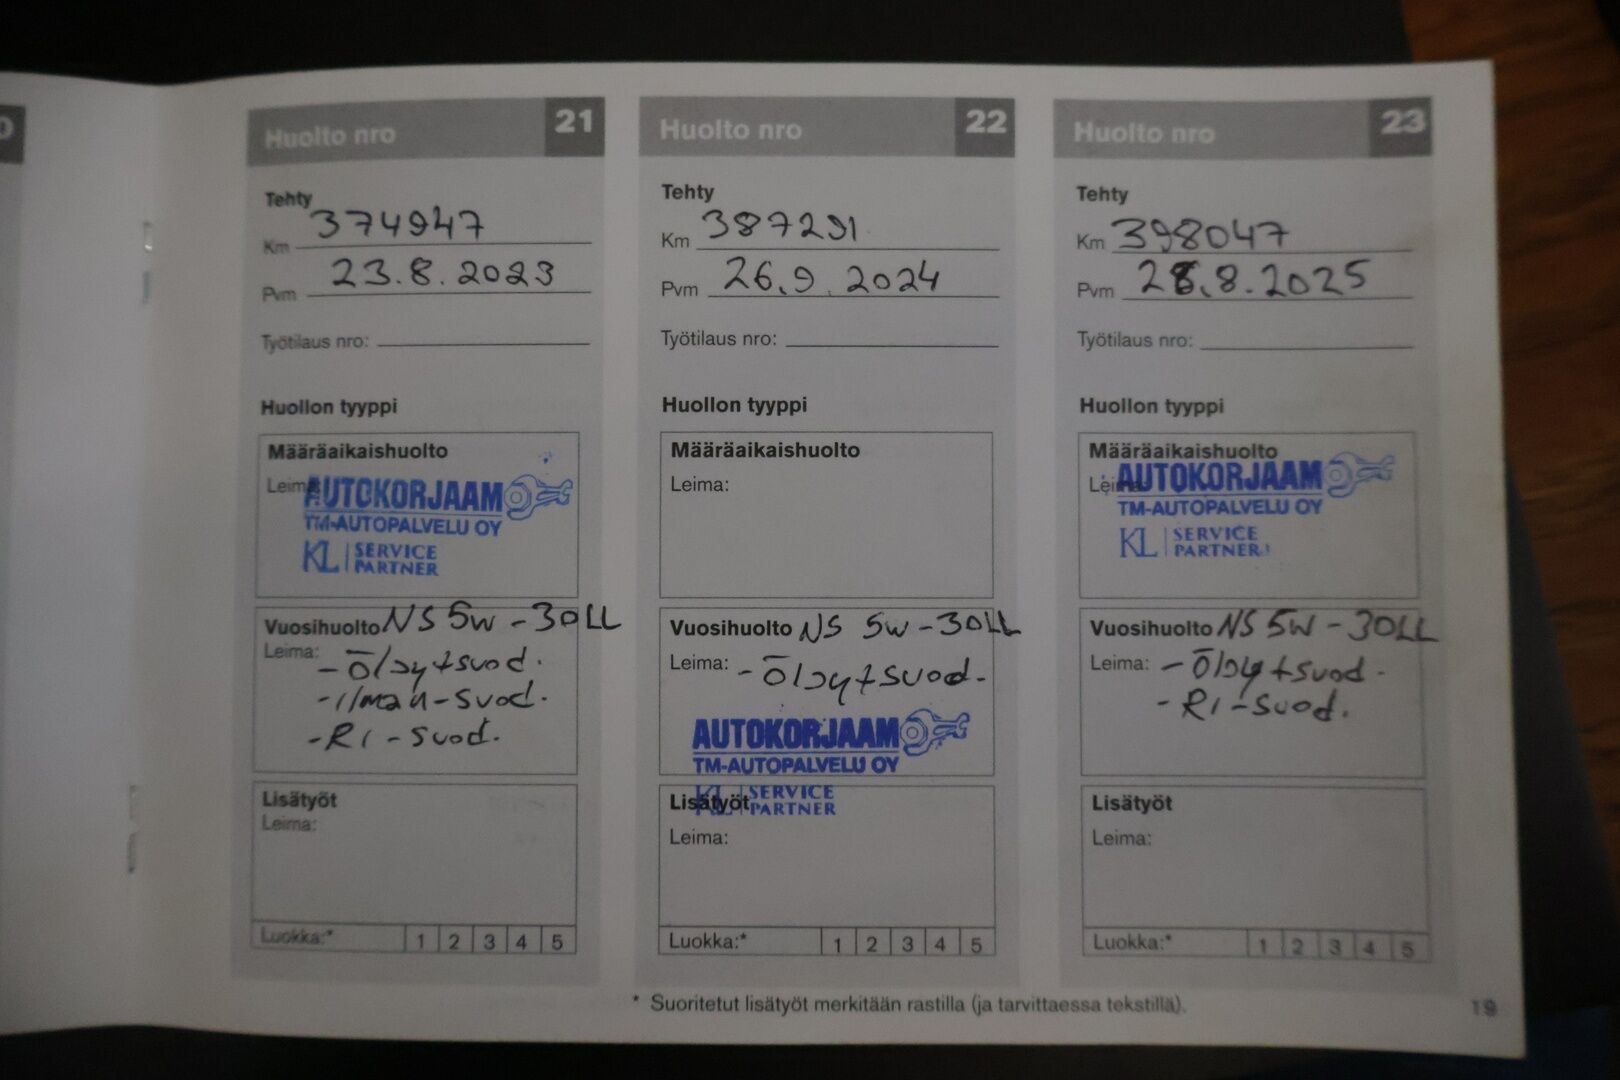 Huolto nro 21
Tehty
Km 374947
Pvm 23.8.2023
Työtilaus nro:
Huollon tyyppi
Määräaikaishuolto
Leima:
AUTOKORJAAM
TM-AUTOPALVELU OY
KL SERVICE
PARTNER
Vuosihuolto NS 5W-30LL
Leima:
- Öljy+suod.
- Ilman-suod.
- RI-suod.
Lisätyöt
Leima:
Luokka:* 1 2 3 4 5
Huolto nro 22
Tehty
Km 387291
Pvm 26.9.2024
Työtilaus nro:
Huollon tyyppi
Määräaikaishuolto
Leima:
Vuosihuolto NS 5W-30LL
Leima: - Öljy+suod.
AUTOKORJAAM
TM-AUTOPALVELU OY
KL SERVICE
PARTNER
Lisätyöt
Leima:
Luokka:* 1 2 3 4 5
Huolto nro 23
Tehty
Km 398047
Pvm .8.2025
Työtilaus nro:
Huollon tyyppi
Määräaikaishuolto
Leima:
AUTOKORJAAM
TM-AUTOPALVELU OY
KL SERVICE
PARTNER
Vuosihuolto NS 5W-30LL
Leima: - Öljy+suod.
- RI-suod.
Lisätyöt
Leima:
Luokka:* 1 2 3 4 5
* Suoritetut lisätyöt merkitään rastilla (ja tarvittaessa tekstillä).
19